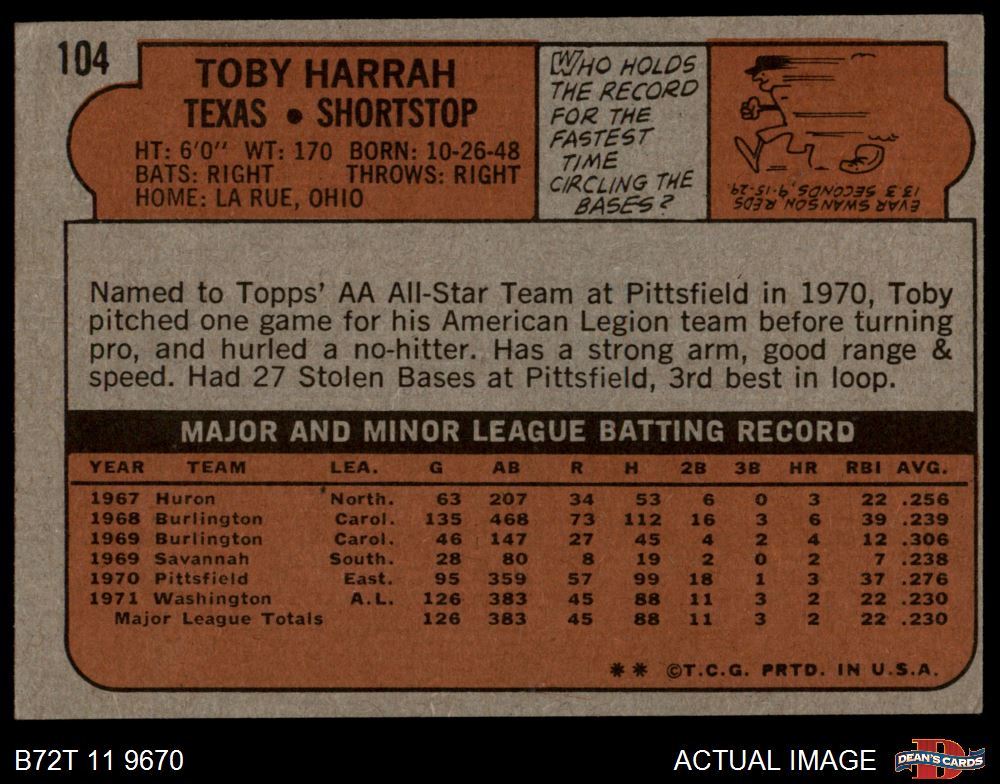 104
TOBY HARRAH
TEXAS • SHORTSTOP
HT: 6'0" WT: 170 BORN: 10-26-48
BATS: RIGHT THROWS: RIGHT
HOME: LA RUE, OHIO
WHO HOLDS
THE RECORD
FOR THE
FASTEST
TIME
CIRCLING THE
BASES?
EVAR SWANSON, REDS
13.3 SECONDS, 9-15-29.
Named to Topps' AA All-Star Team at Pittsfield in 1970, Toby
pitched one game for his American Legion team before turning
pro, and hurled a no-hitter. Has a strong arm, good range &
speed. Had 27 Stolen Bases at Pittsfield, 3rd best in loop.
MAJOR AND MINOR LEAGUE BATTING RECORD
YEAR TEAM LEA. G AB R H 2B 3B HR RBI AVG.
1967 Huron North. 63 207 34 53 6 0 3 22 .256
1968 Burlington Carol. 135 468 73 112 16 3 6 39 .239
1969 Burlington Carol. 46 147 27 45 4 2 4 12 .306
1969 Savannah South. 28 80 8 19 2 0 2 7 .238
1970 Pittsfield East. 95 359 57 99 18 1 3 37 .276
1971 Washington A.L. 126 383 45 88 11 3 2 22 .230
Major League Totals 126 383 45 88 11 3 2 22 .230
** ©T.C.G. PRTD. IN U.S.A.
B72T 11 9670
ACTUAL IMAGE
D
DEAN'S CARDS